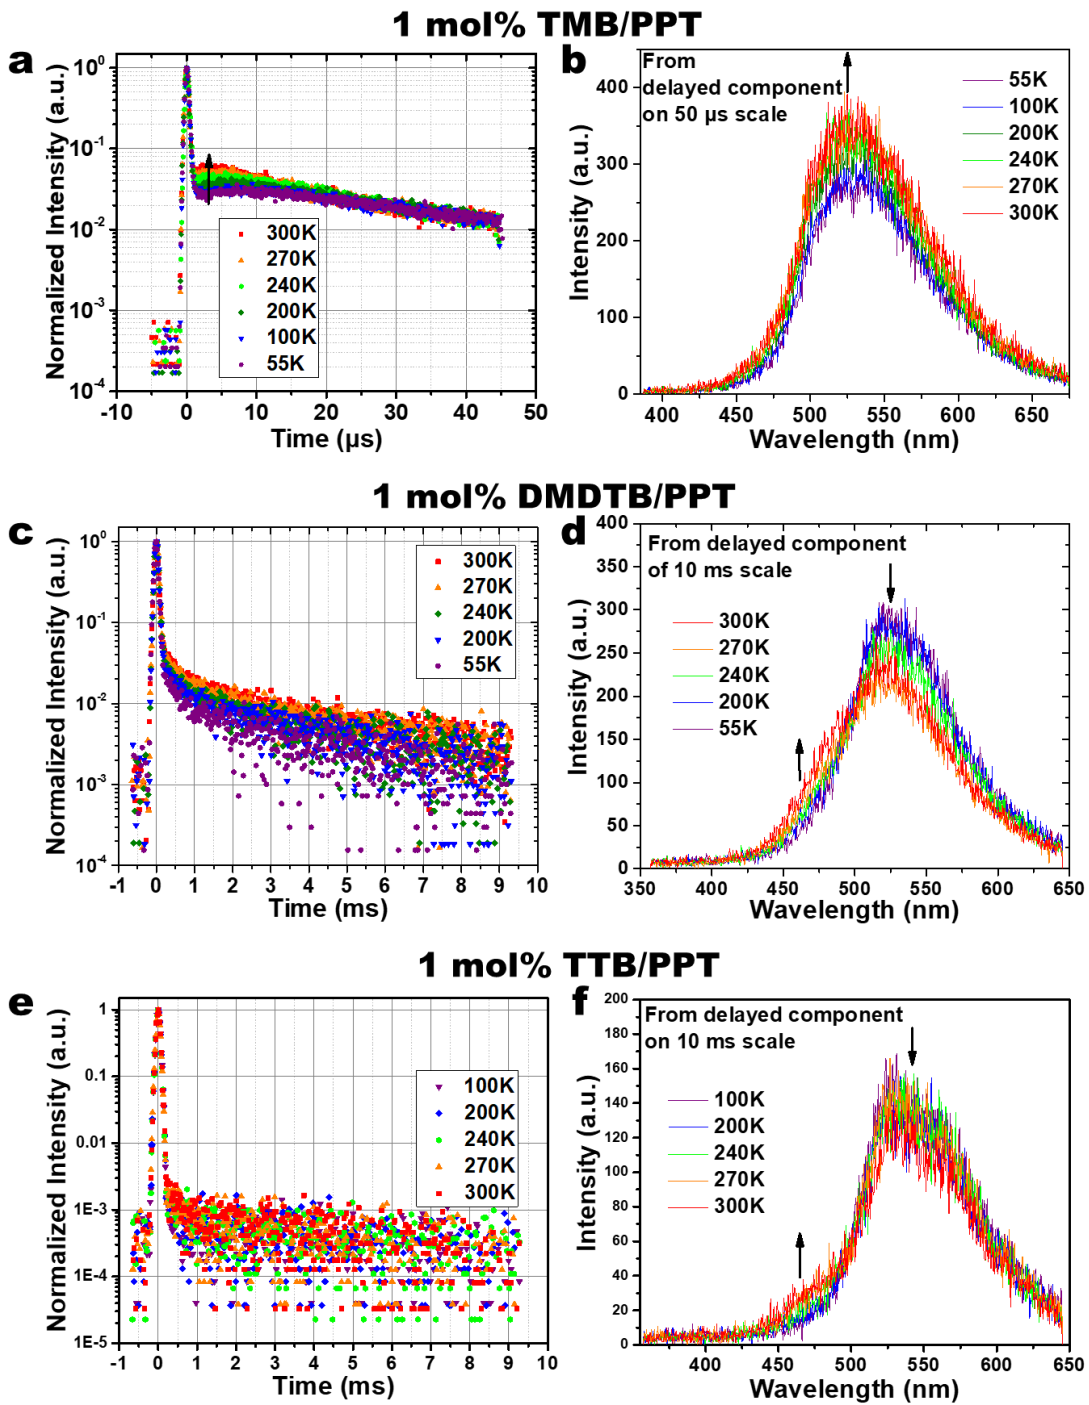 1 mol% TMB/PPT
a
Normalized Intensity (a.u.)
10^0
10^-1
10^-2
10^-3
10^-4
300K
270K
240K
200K
100K
55K
-10 0 10 20 30 40 50
Time (µs)
b
From
delayed component
on 50 µs scale
Intensity (a.u.)
400
300
200
100
0
55K
100K
200K
240K
270K
300K
400 450 500 550 600 650
Wavelength (nm)
1 mol% DMDTB/PPT
c
Normalized Intensity (a.u.)
10^0
10^-1
10^-2
10^-3
10^-4
300K
270K
240K
200K
55K
-1 0 1 2 3 4 5 6 7 8 9 10
Time (ms)
d
From delayed component
of 10 ms scale
Intensity (a.u.)
400
350
300
250
200
150
100
50
0
300K
270K
240K
200K
55K
350 400 450 500 550 600 650
Wavelength (nm)
1 mol% TTB/PPT
e
Normalized Intensity (a.u.)
1
0.1
0.01
1E-3
1E-4
1E-5
100K
200K
240K
270K
300K
-1 0 1 2 3 4 5 6 7 8 9 10
Time (ms)
f
From delayed component
on 10 ms scale
Intensity (a.u.)
200
180
160
140
120
100
80
60
40
20
0
100K
200K
240K
270K
300K
400 450 500 550 600 650
Wavelength (nm)